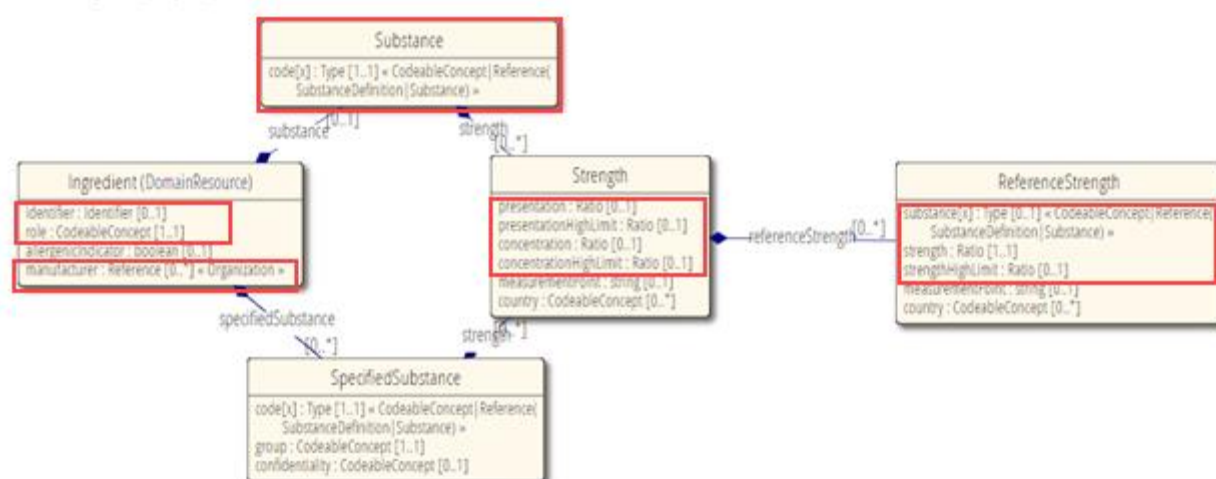 Substance
code[x] : Type [1..1] « CodeableConcept|Reference(
SubstanceDefinition|Substance) »
substance
[0..1]
strength
[0..*]
Ingredient (DomainResource)
identifier : Identifier [0..1]
role : CodeableConcept [1..1]
allergenicIndicator : boolean [0..1]
manufacturer : Reference [0..*] « Organization »
Strength
presentation : Ratio [0..1]
presentationHighLimit : Ratio [0..1]
concentration : Ratio [0..1]
concentrationHighLimit : Ratio [0..1]
measurementPoint : string [0..1]
country : CodeableConcept [0..*]
referenceStrength
[0..*]
ReferenceStrength
substance[x] : Type [0..1] « CodeableConcept|Reference(
SubstanceDefinition|Substance) »
strength : Ratio [1..1]
strengthHighLimit : Ratio [0..1]
measurementPoint : string [0..1]
country : CodeableConcept [0..*]
specifiedSubstance
[0..*]
strength
[0..*]
SpecifiedSubstance
code[x] : Type [1..1] « CodeableConcept|Reference(
SubstanceDefinition|Substance) »
group : CodeableConcept [1..1]
confidentiality : CodeableConcept [0..1]